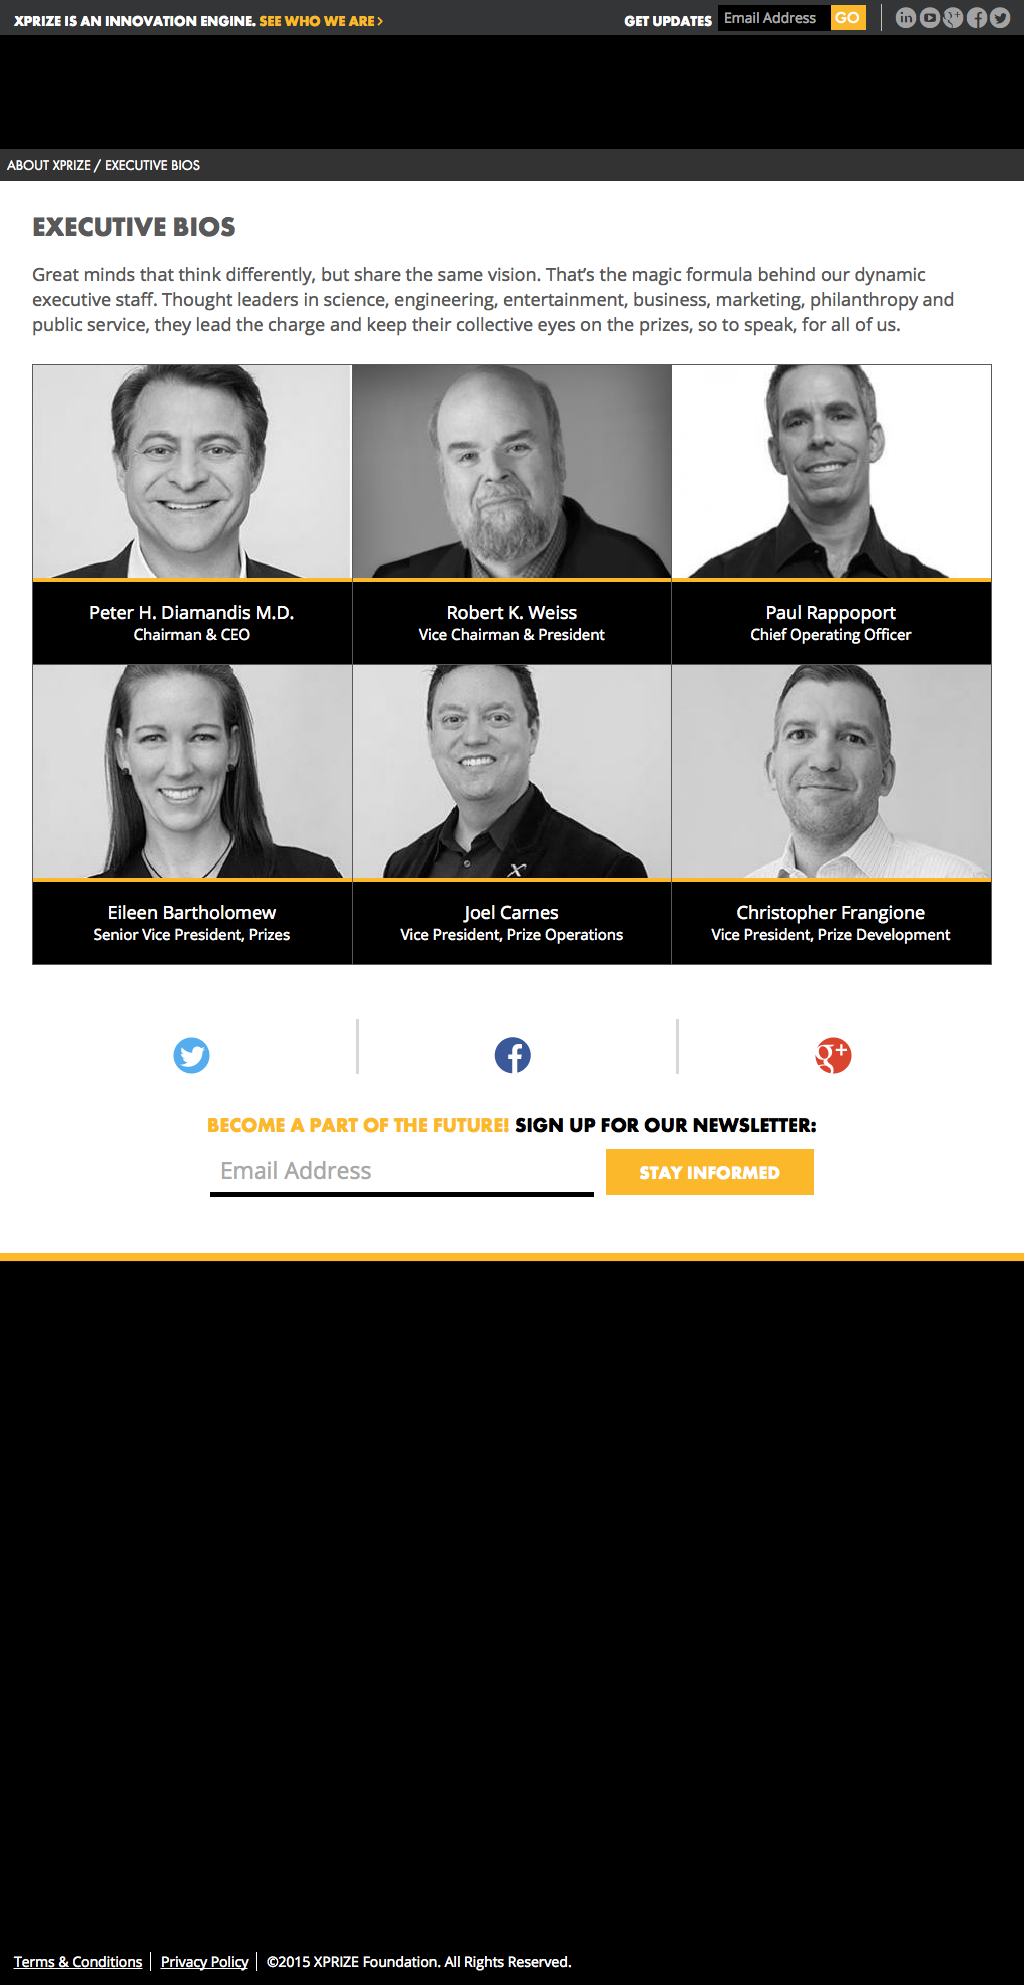 XPRIZE IS AN INNOVATION ENGINE. SEE WHO WE ARE >
GET UPDATES Email Address GO
ABOUT XPRIZE / EXECUTIVE BIOS
EXECUTIVE BIOS
Great minds that think differently, but share the same vision. That's the magic formula behind our dynamic
executive staff. Thought leaders in science, engineering, entertainment, business, marketing, philanthropy and
public service, they lead the charge and keep their collective eyes on the prizes, so to speak, for all of us.
Peter H. Diamandis M.D.
Chairman & CEO
Robert K. Weiss
Vice Chairman & President
Paul Rappoport
Chief Operating Officer
Eileen Bartholomew
Senior Vice President, Prizes
Joel Carnes
Vice President, Prize Operations
Christopher Frangione
Vice President, Prize Development
BECOME A PART OF THE FUTURE! SIGN UP FOR OUR NEWSLETTER:
Email Address
STAY INFORMED
Terms & Conditions | Privacy Policy | ©2015 XPRIZE Foundation. All Rights Reserved.